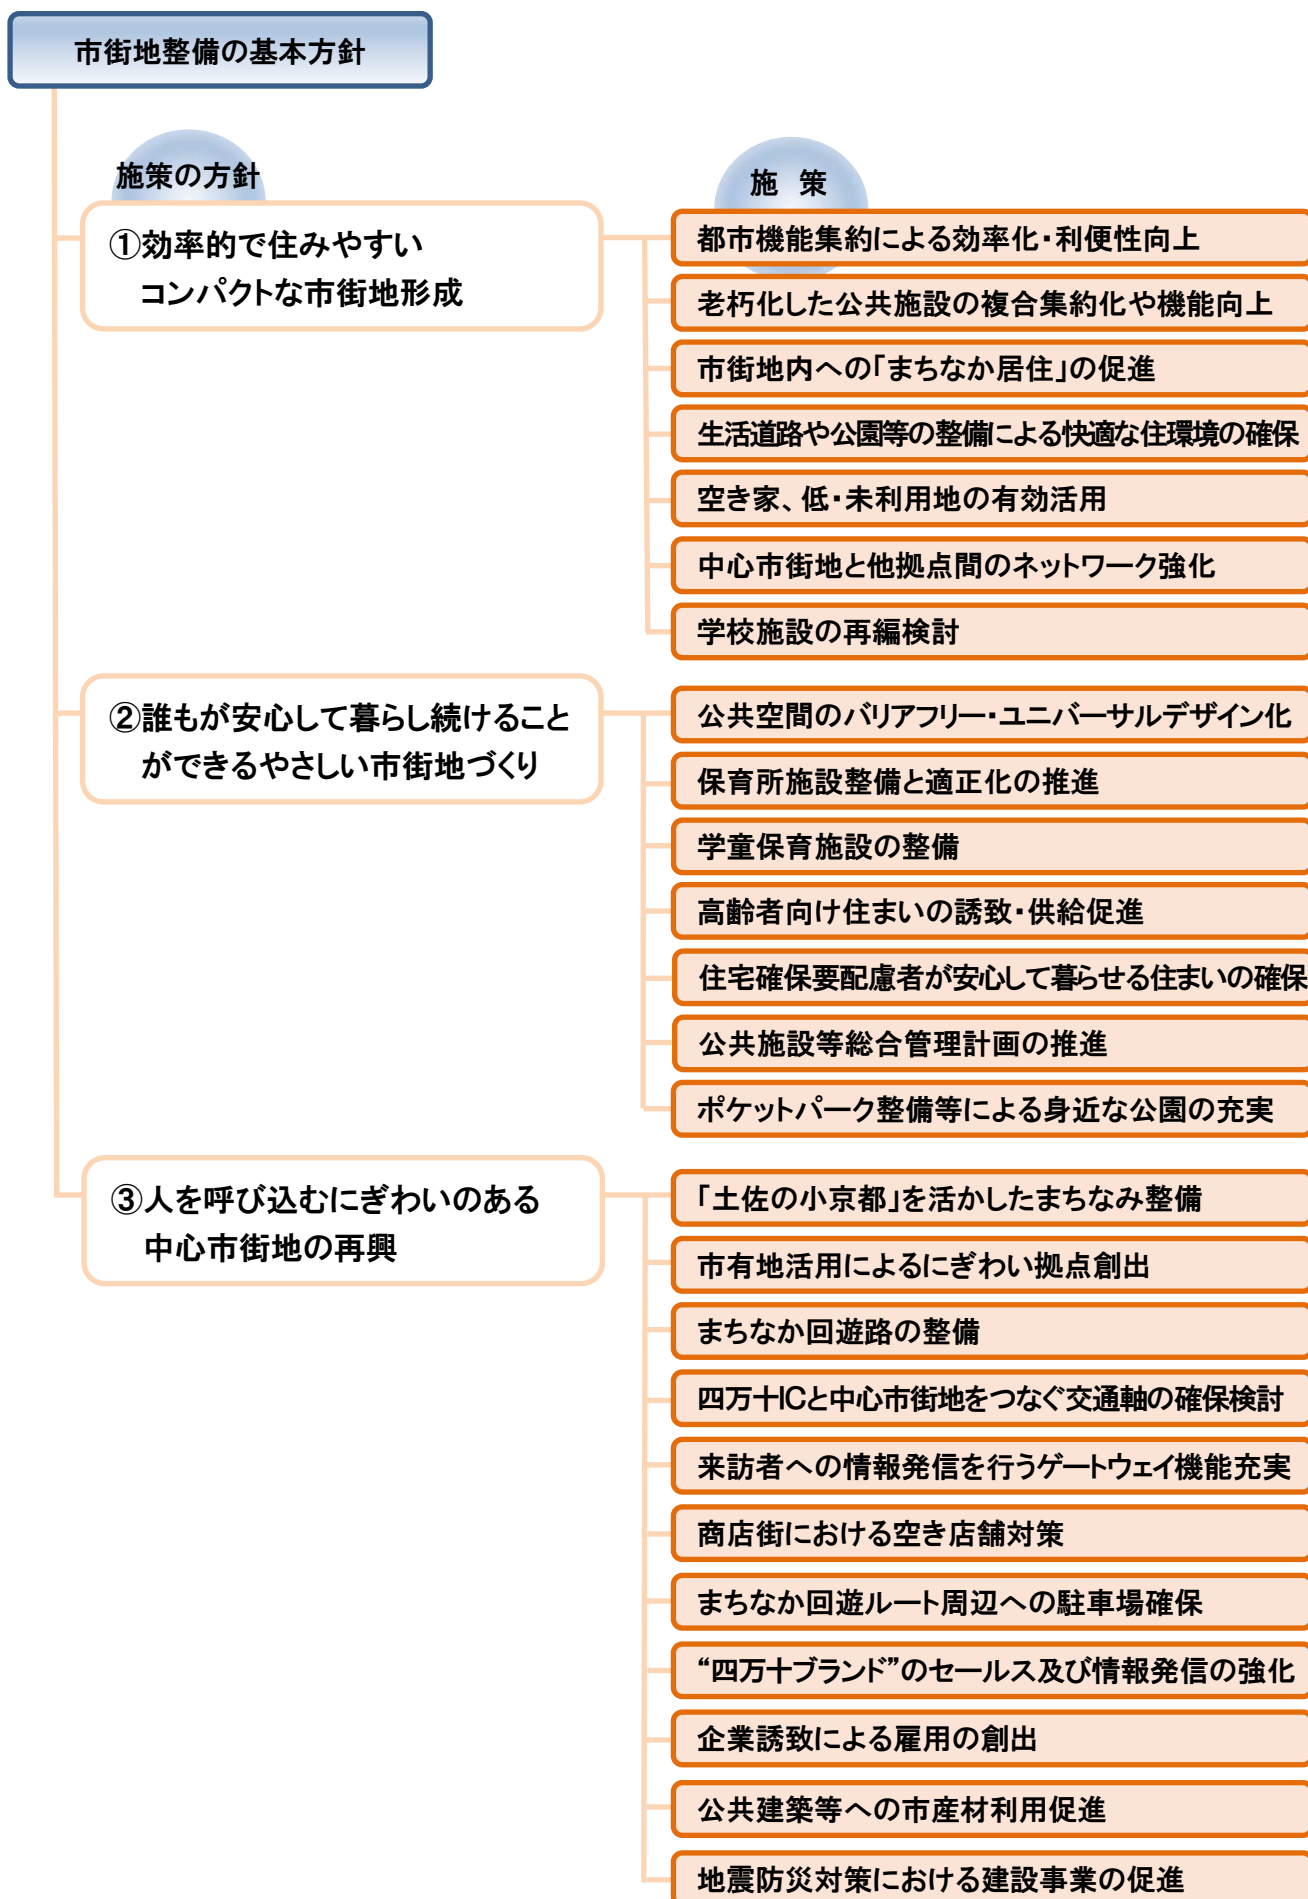 市街地整備の基本方針
施策の方針
施 策
①効率的で住みやすい
コンパクトな市街地形成
都市機能集約による効率化・利便性向上
老朽化した公共施設の複合集約化や機能向上
市街地内への「まちなか居住」の促進
生活道路や公園等の整備による快適な住環境の確保
空き家、低・未利用地の有効活用
中心市街地と他拠点間のネットワーク強化
学校施設の再編検討
②誰もが安心して暮らし続けること
ができるやさしい市街地づくり
公共空間のバリアフリー・ユニバーサルデザイン化
保育所施設整備と適正化の推進
学童保育施設の整備
高齢者向け住まいの誘致・供給促進
住宅確保要配慮者が安心して暮らせる住まいの確保
公共施設等総合管理計画の推進
ポケットパーク整備等による身近な公園の充実
③人を呼び込むにぎわいのある
中心市街地の再興
「土佐の小京都」を活かしたまちなみ整備
市有地活用によるにぎわい拠点創出
まちなか回遊路の整備
四万十ICと中心市街地をつなぐ交通軸の確保検討
来訪者への情報発信を行うゲートウェイ機能充実
商店街における空き店舗対策
まちなか回遊ルート周辺への駐車場確保
“四万十ブランド”のセールス及び情報発信の強化
企業誘致による雇用の創出
公共建築等への市産材利用促進
地震防災対策における建設事業の促進